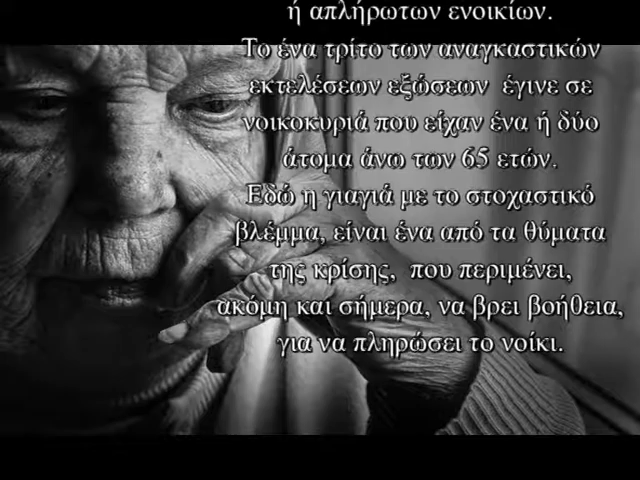 ή απλήρωτων ενοικίων.
Το ένα τρίτο των αναγκαστικών
εκτελέσεων εξώσεων έγινε σε
νοικοκυριά που είχαν ένα ή δύο
άτομα άνω των 65 ετών.
Εδώ η γιαγιά με το στοχαστικό
βλέμμα, είναι ένα από τα θύματα
της κρίσης, που περιμένει,
ακόμη και σήμερα, να βρει βοήθεια,
για να πληρώσει το νοίκι.